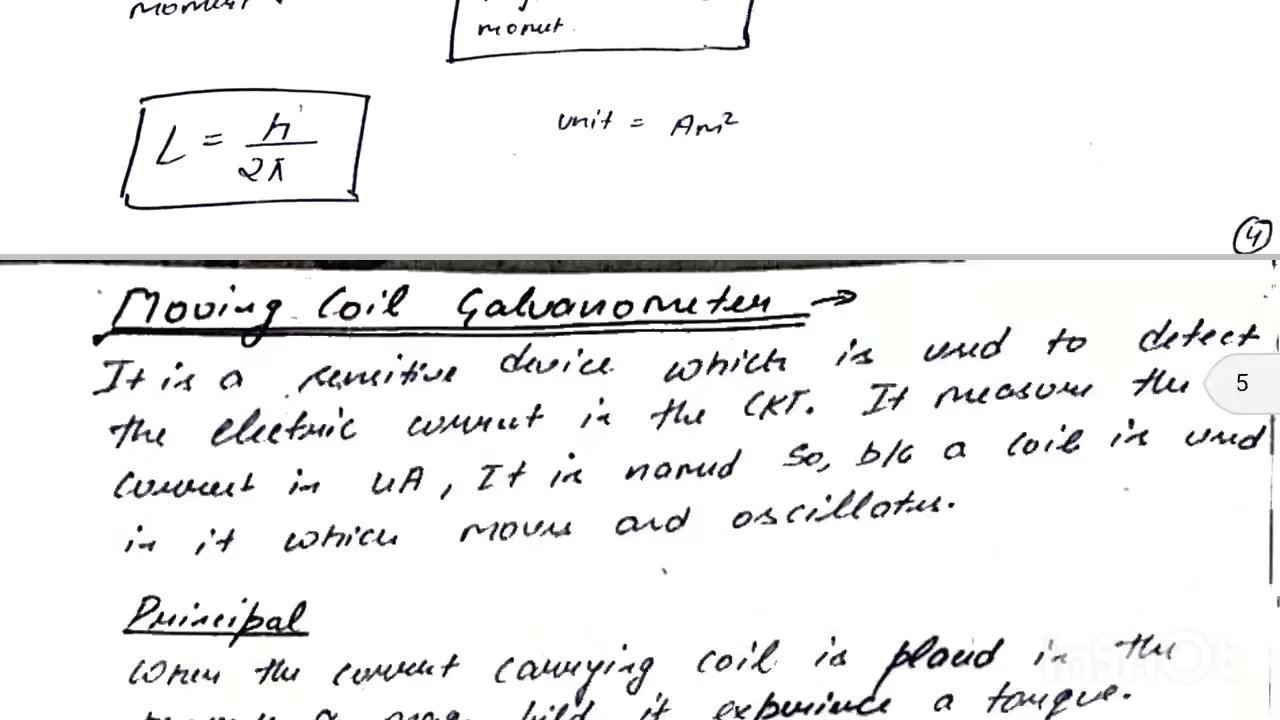 moment
monut.
L = h / 2π
unit = Am²
4
Moving Coil Galvanometer →
It is a sensitive device which is used to detect
the electric current in the CKT. It measure the
5
current in uA, It is named so, b/c a coil is used
in it which moves and oscillates.
Principal
When the current carrying coil is placed in the
it experience a torque.